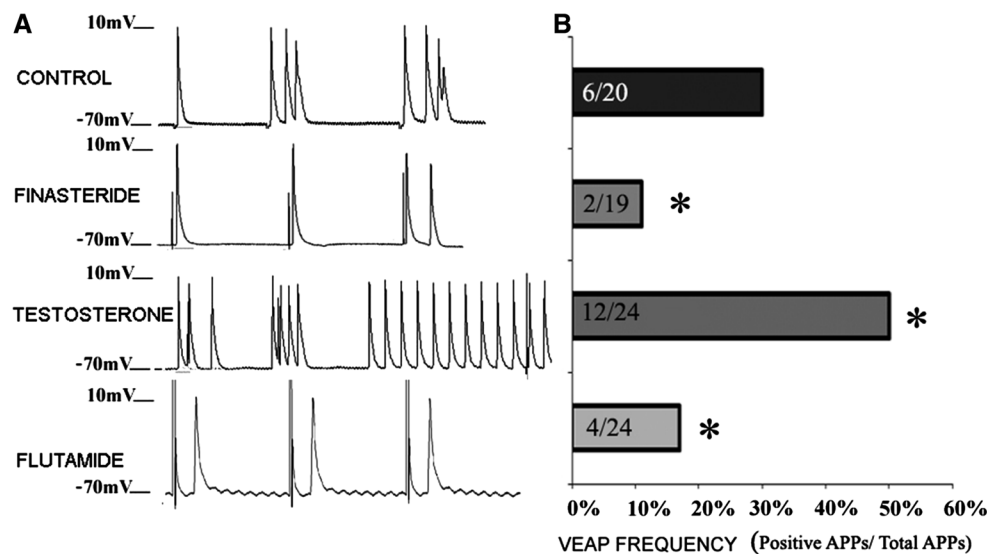 A
10mV
CONTROL
-70mV
10mV
FINASTERIDE
-70mV
10mV
TESTOSTERONE
-70mV
10mV
FLUTAMIDE
-70mV
B
6/20
2/19 *
12/24 *
4/24 *
0% 10% 20% 30% 40% 50% 60%
VEAP FREQUENCY (Positive APPs/ Total APPs)